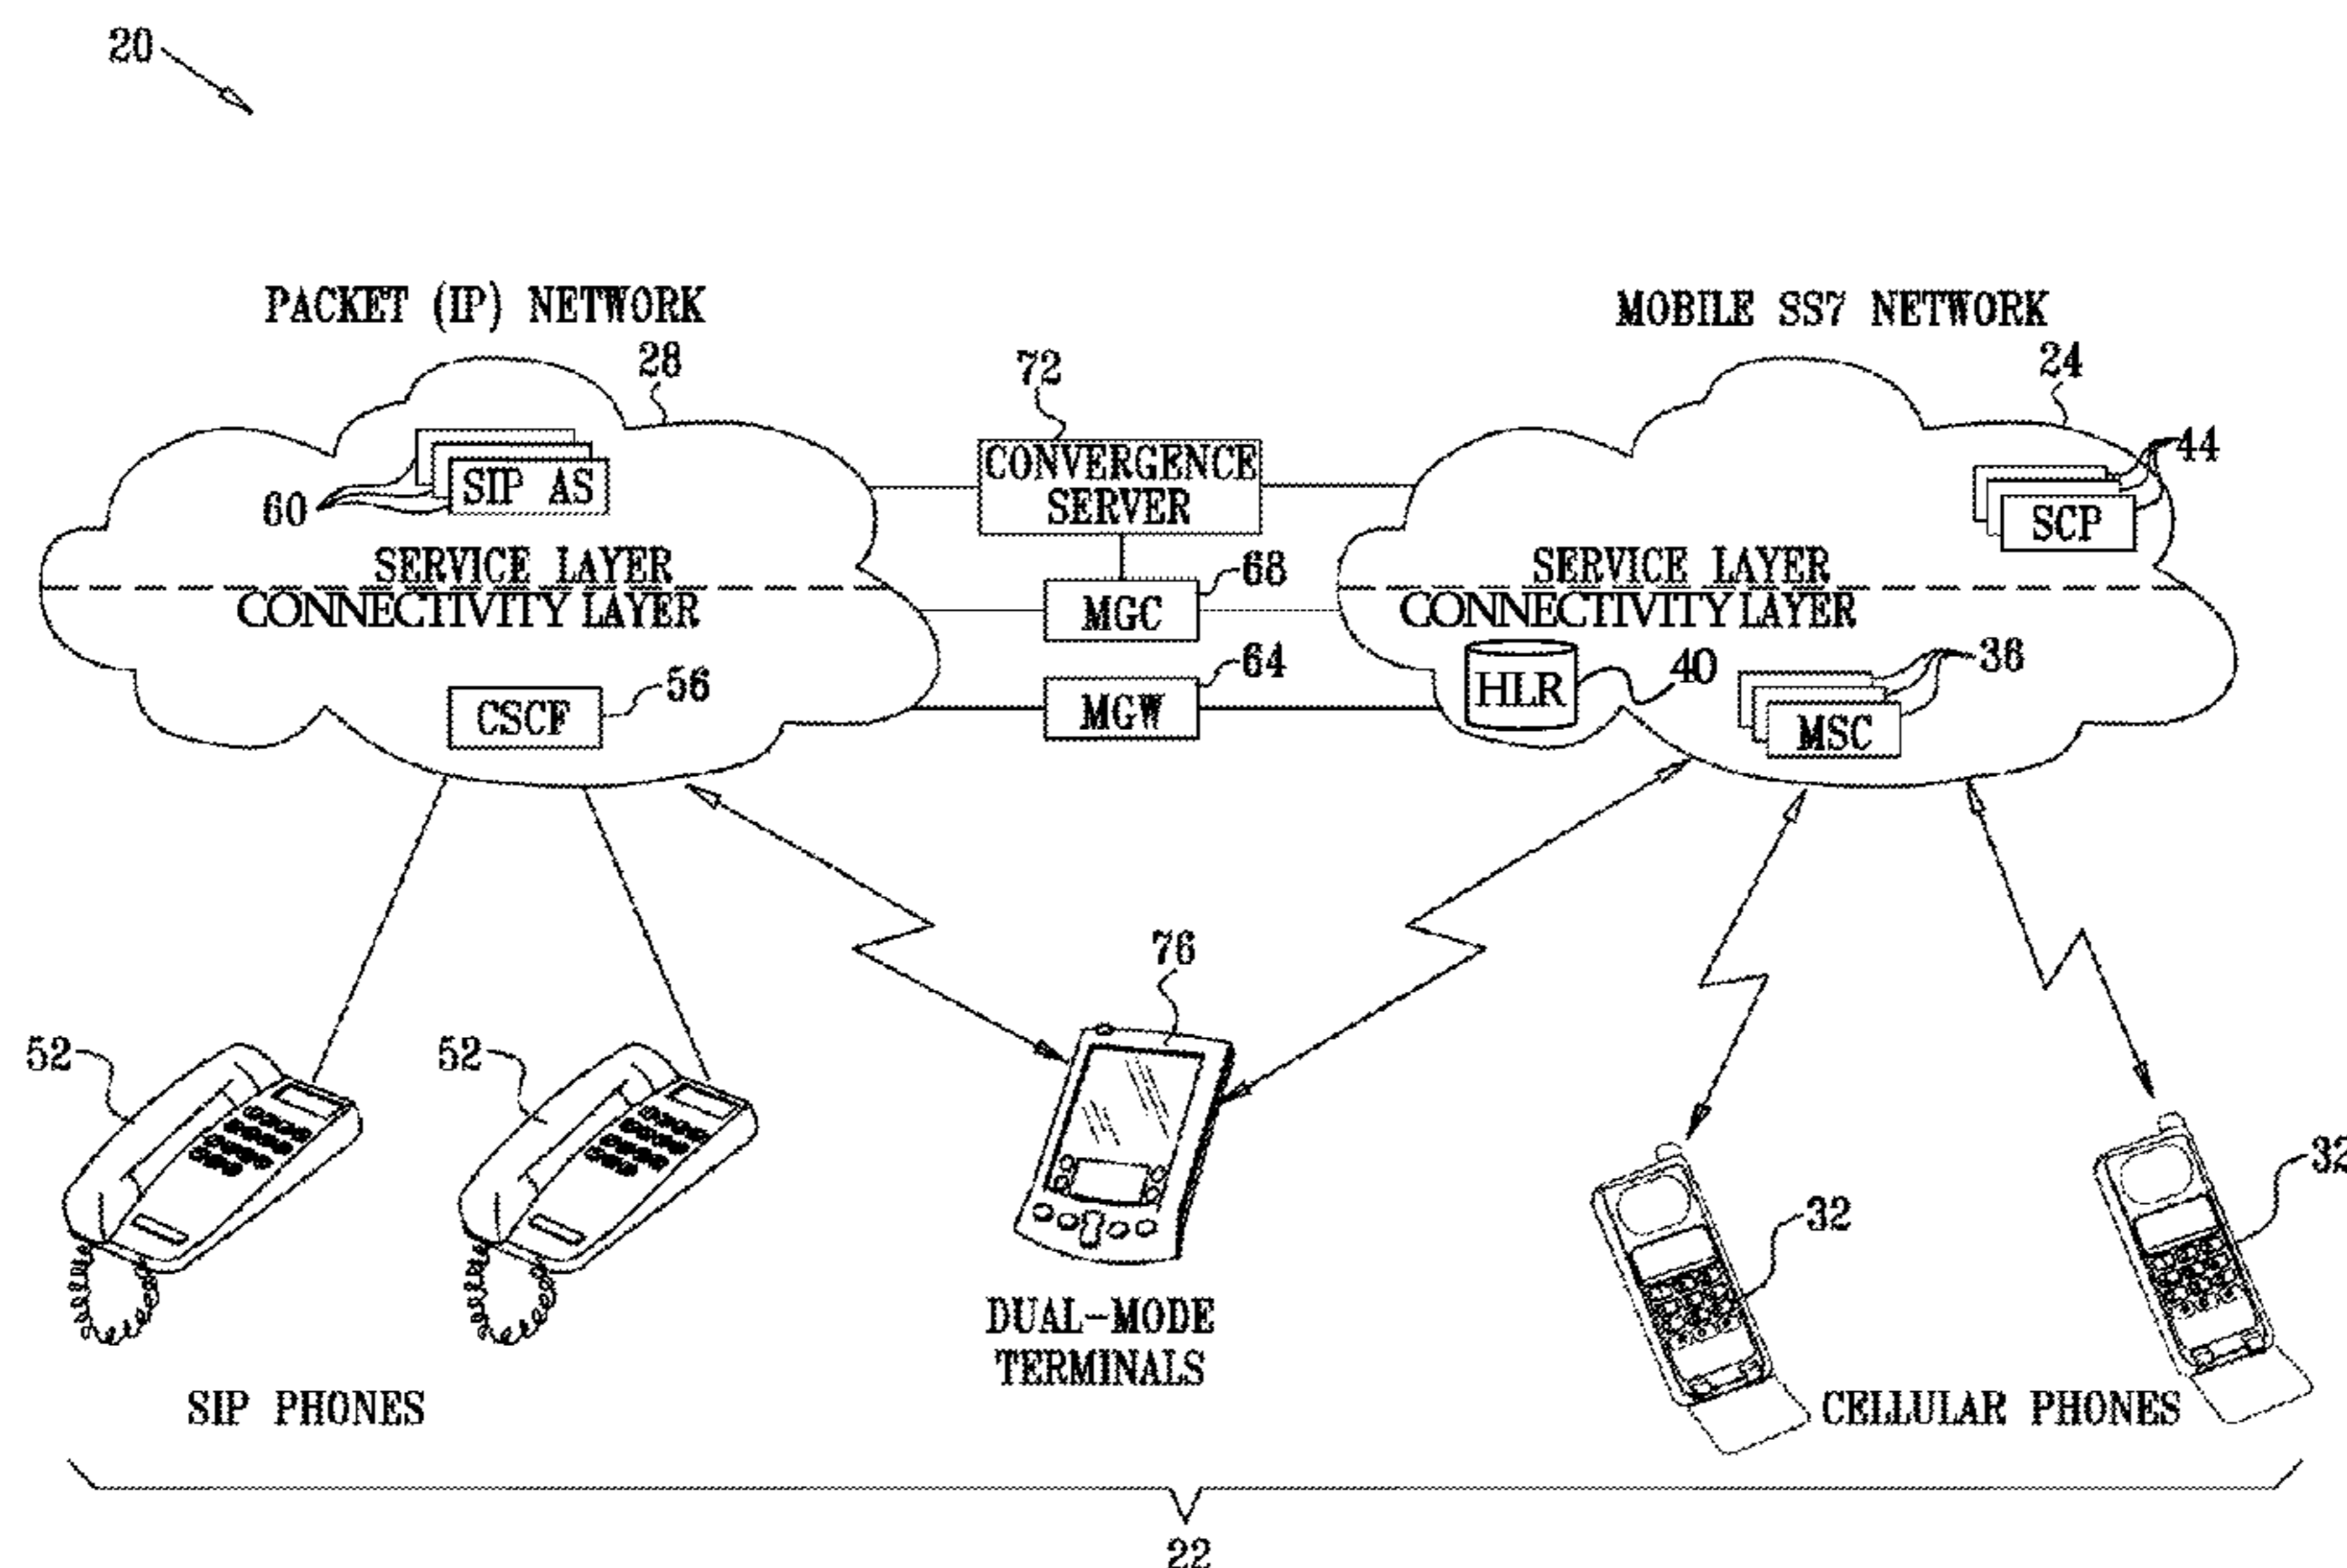 20
PACKET (IP) NETWORK
MOBILE SS7 NETWORK
28
72
24
CONVERGENCE
SERVER
44
SIP AS
60
SCP
SERVICE LAYER
CONNECTIVITY LAYER
68
MGC
SERVICE LAYER
CONNECTIVITY LAYER
64
MGW
56
CSCF
HLR
40
36
MSC
76
52
52
32
32
DUAL-MODE
TERMINALS
SIP PHONES
CELLULAR PHONES
22